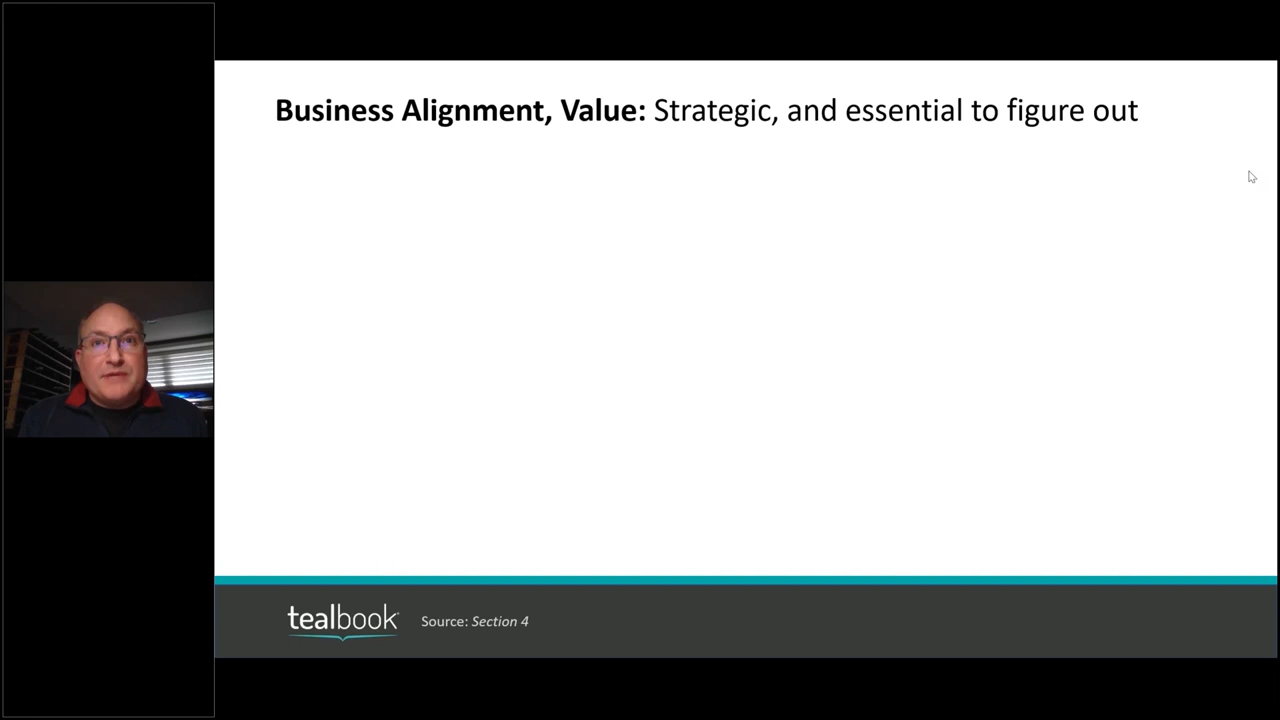 Business Alignment, Value: Strategic, and essential to figure out
tealbook
Source: Section 4